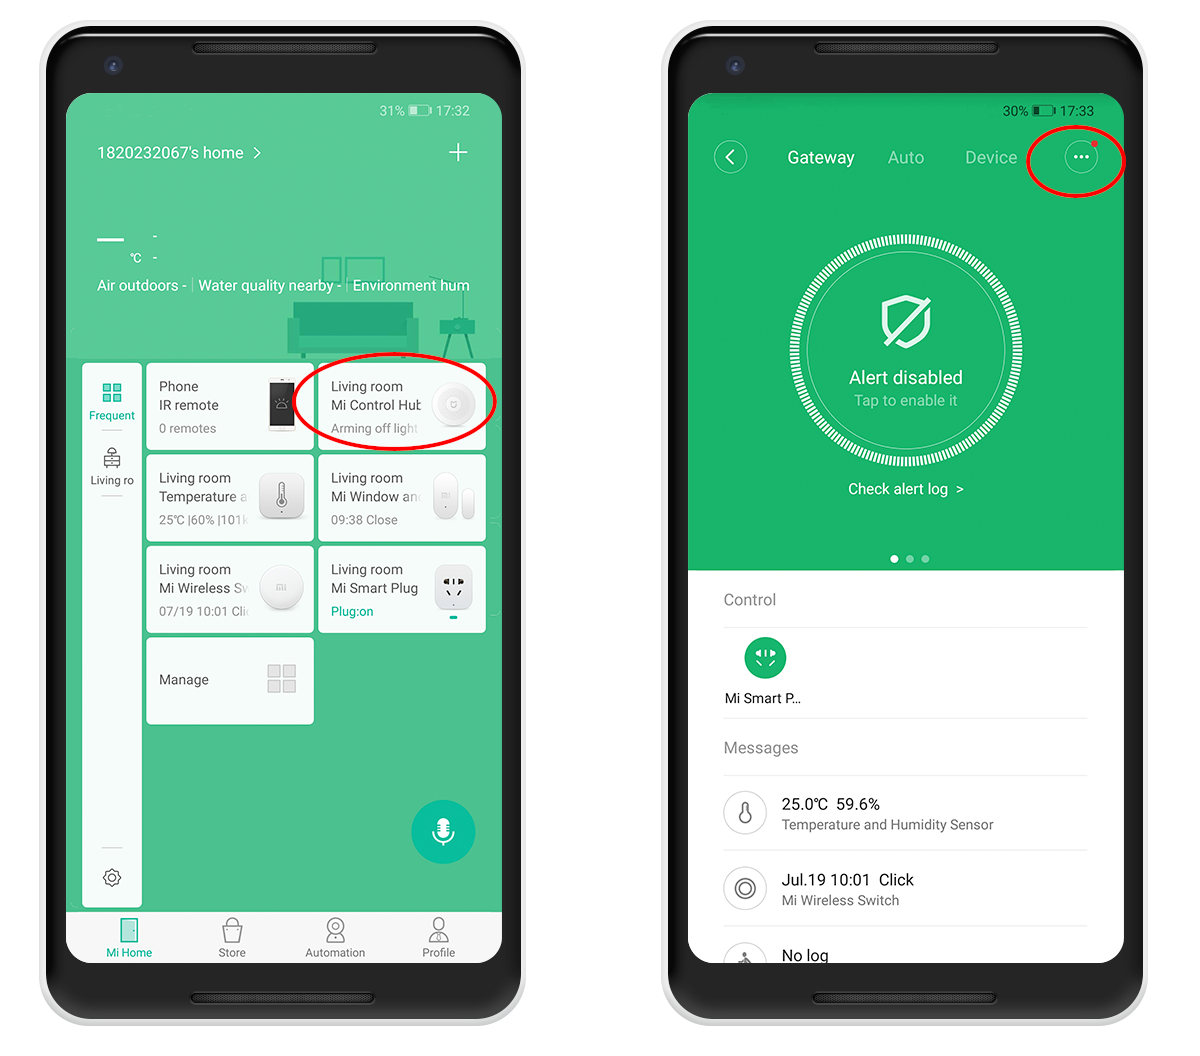 31% 17:32
1820232067's home >
+
℃ -
Air outdoors - | Water quality nearby - | Environment hum
Frequent
Living ro
Phone
IR remote
0 remotes
Living room
Mi Control Hub
Arming off light
Living room
Temperature a
25℃ |60% |101k
Living room
Mi Window and
09:38 Close
Living room
Mi Wireless Sw
07/19 10:01 Clic
mi
Living room
Mi Smart Plug
Plug:on
Manage
Mi Home
Store
Automation
Profile
30% 17:33
Gateway Auto Device
Alert disabled
Tap to enable it
Check alert log >
Control
Mi Smart P...
Messages
25.0℃ 59.6%
Temperature and Humidity Sensor
Jul.19 10:01 Click
Mi Wireless Switch
No log